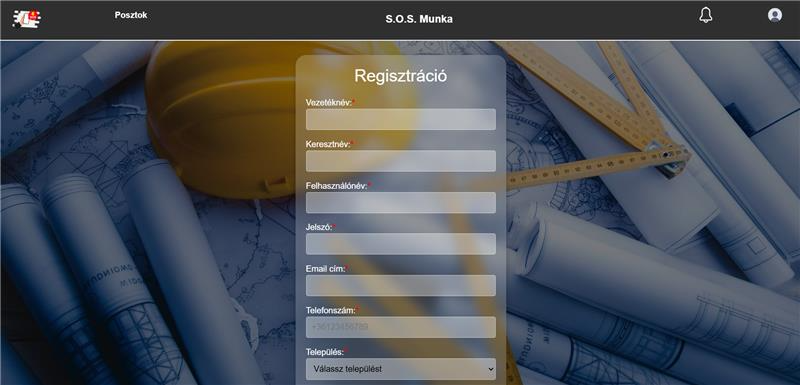 Posztok
S.O.S. Munka
Regisztráció
Vezetéknév:*
Keresztnév:*
Felhasználónév:*
Jelszó:*
Email cím:*
Telefonszám:*
+36123456789
Település:*
Válassz települést